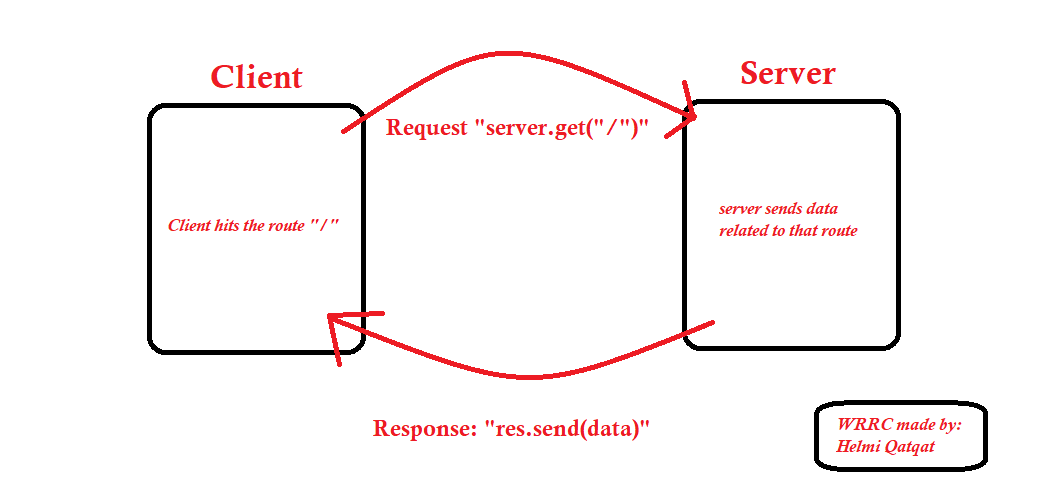 Client
Server
Request "server.get("/")"
Client hits the route "/"
server sends data
related to that route
Response: "res.send(data)"
WRRC made by:
Helmi Qatqat